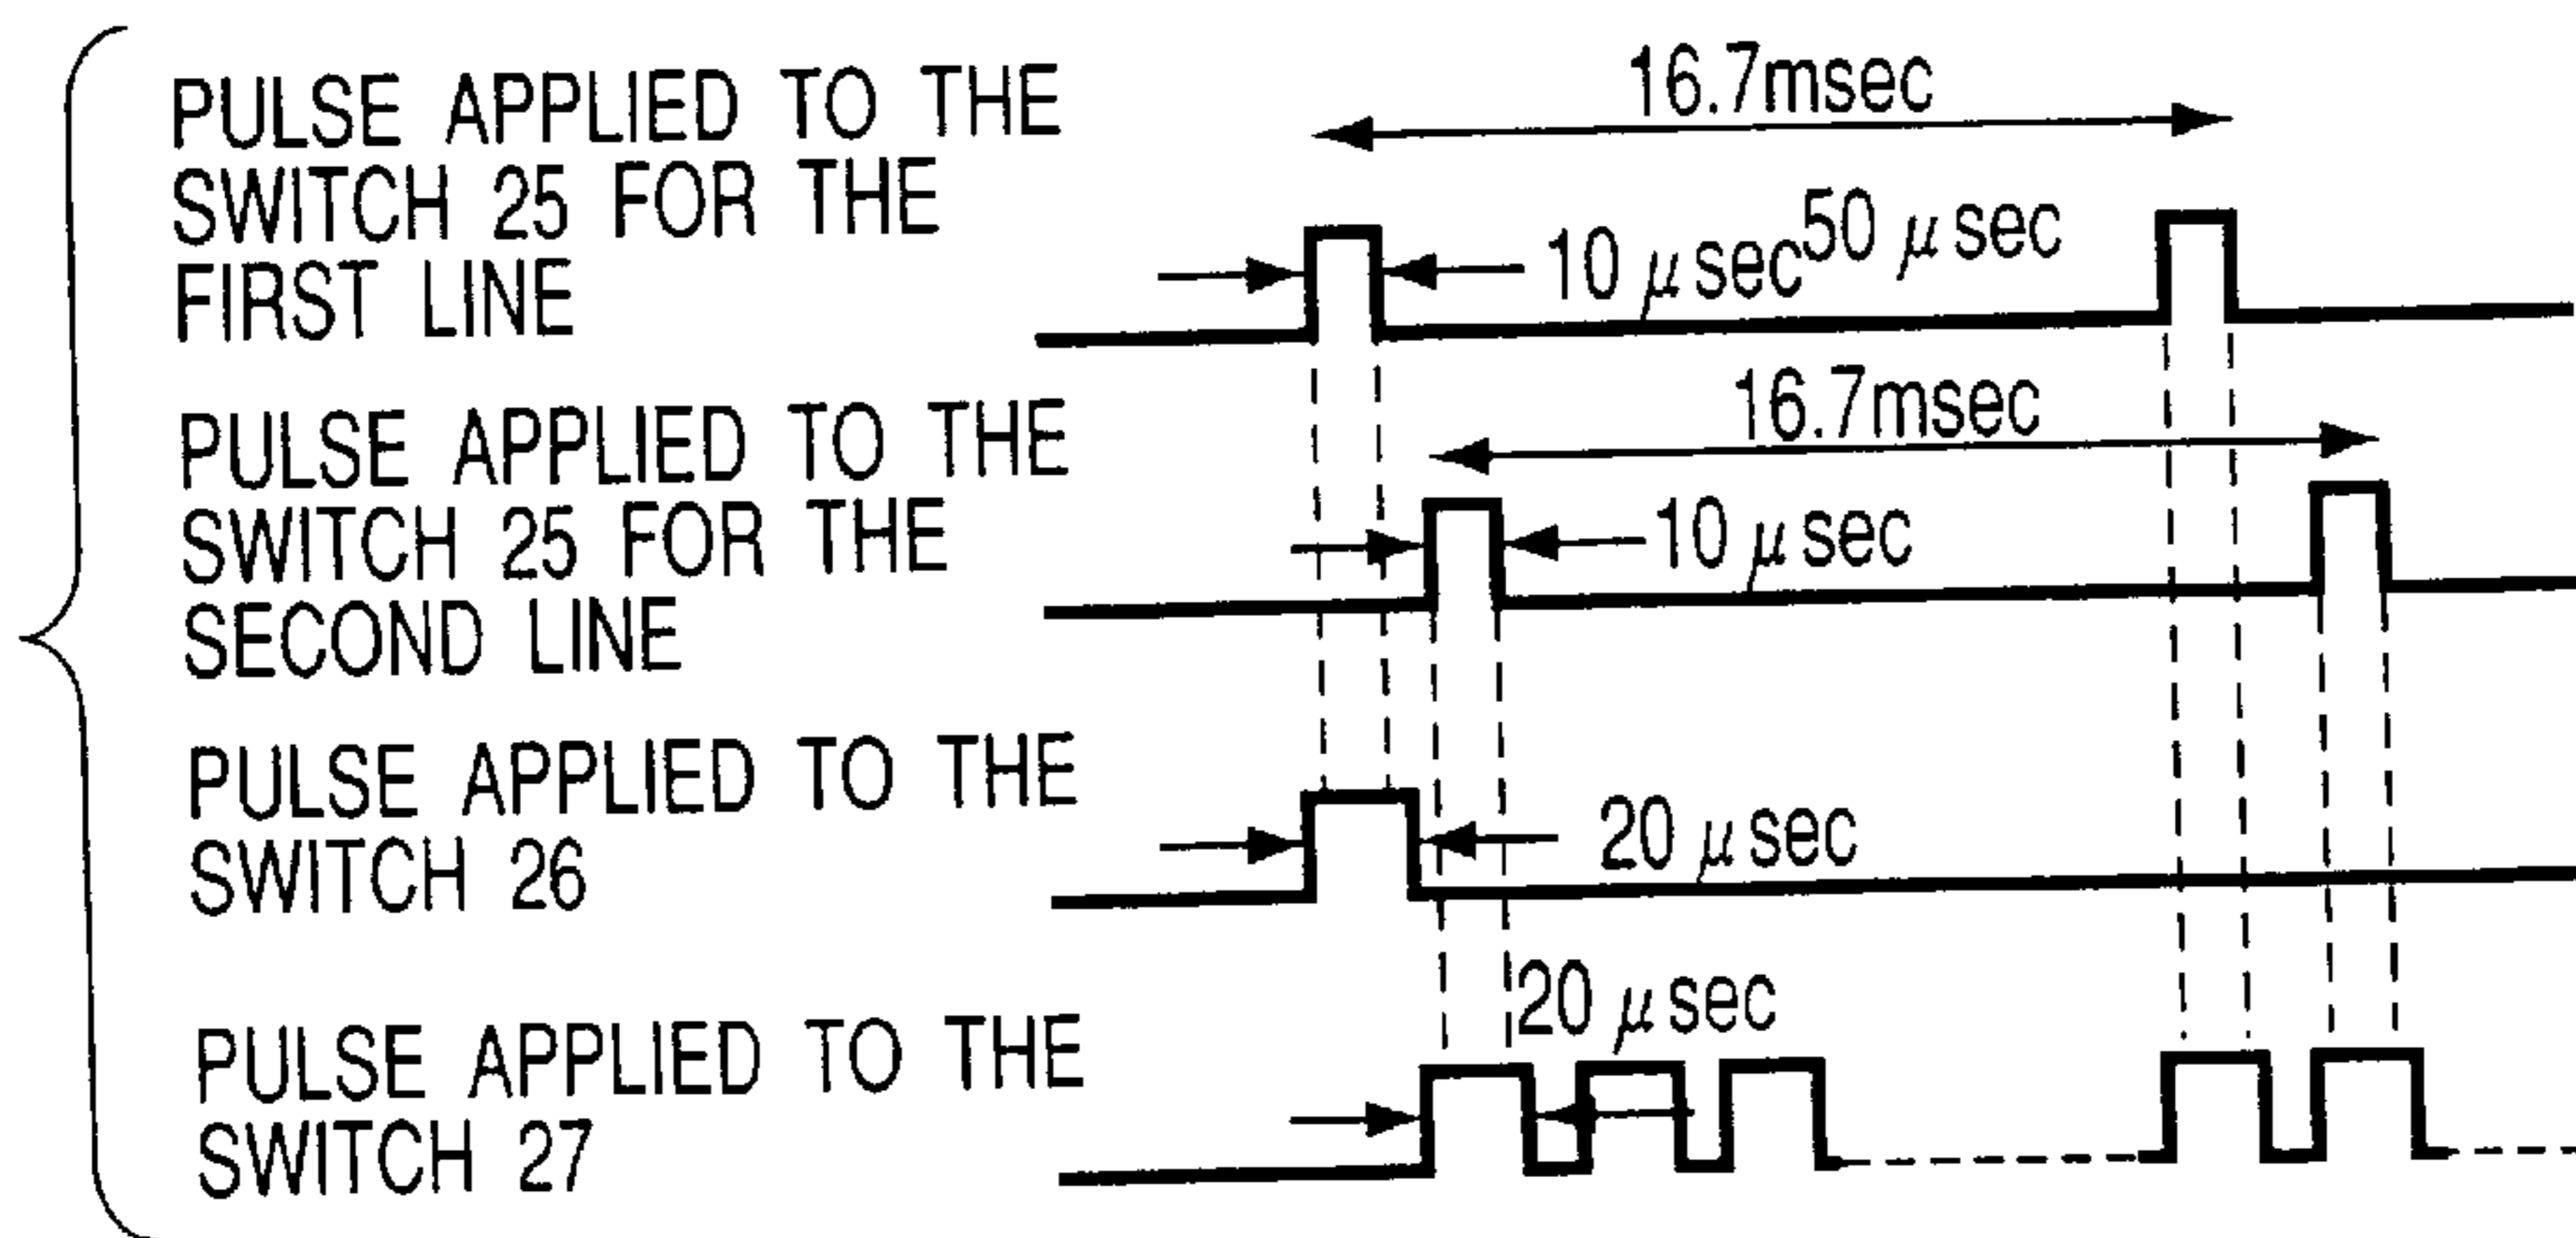 PULSE APPLIED TO THE
SWITCH 25 FOR THE
FIRST LINE
16.7msec
10 μsec
50 μsec
PULSE APPLIED TO THE
SWITCH 25 FOR THE
SECOND LINE
16.7msec
10 μsec
PULSE APPLIED TO THE
SWITCH 26
20 μsec
PULSE APPLIED TO THE
SWITCH 27
20 μsec